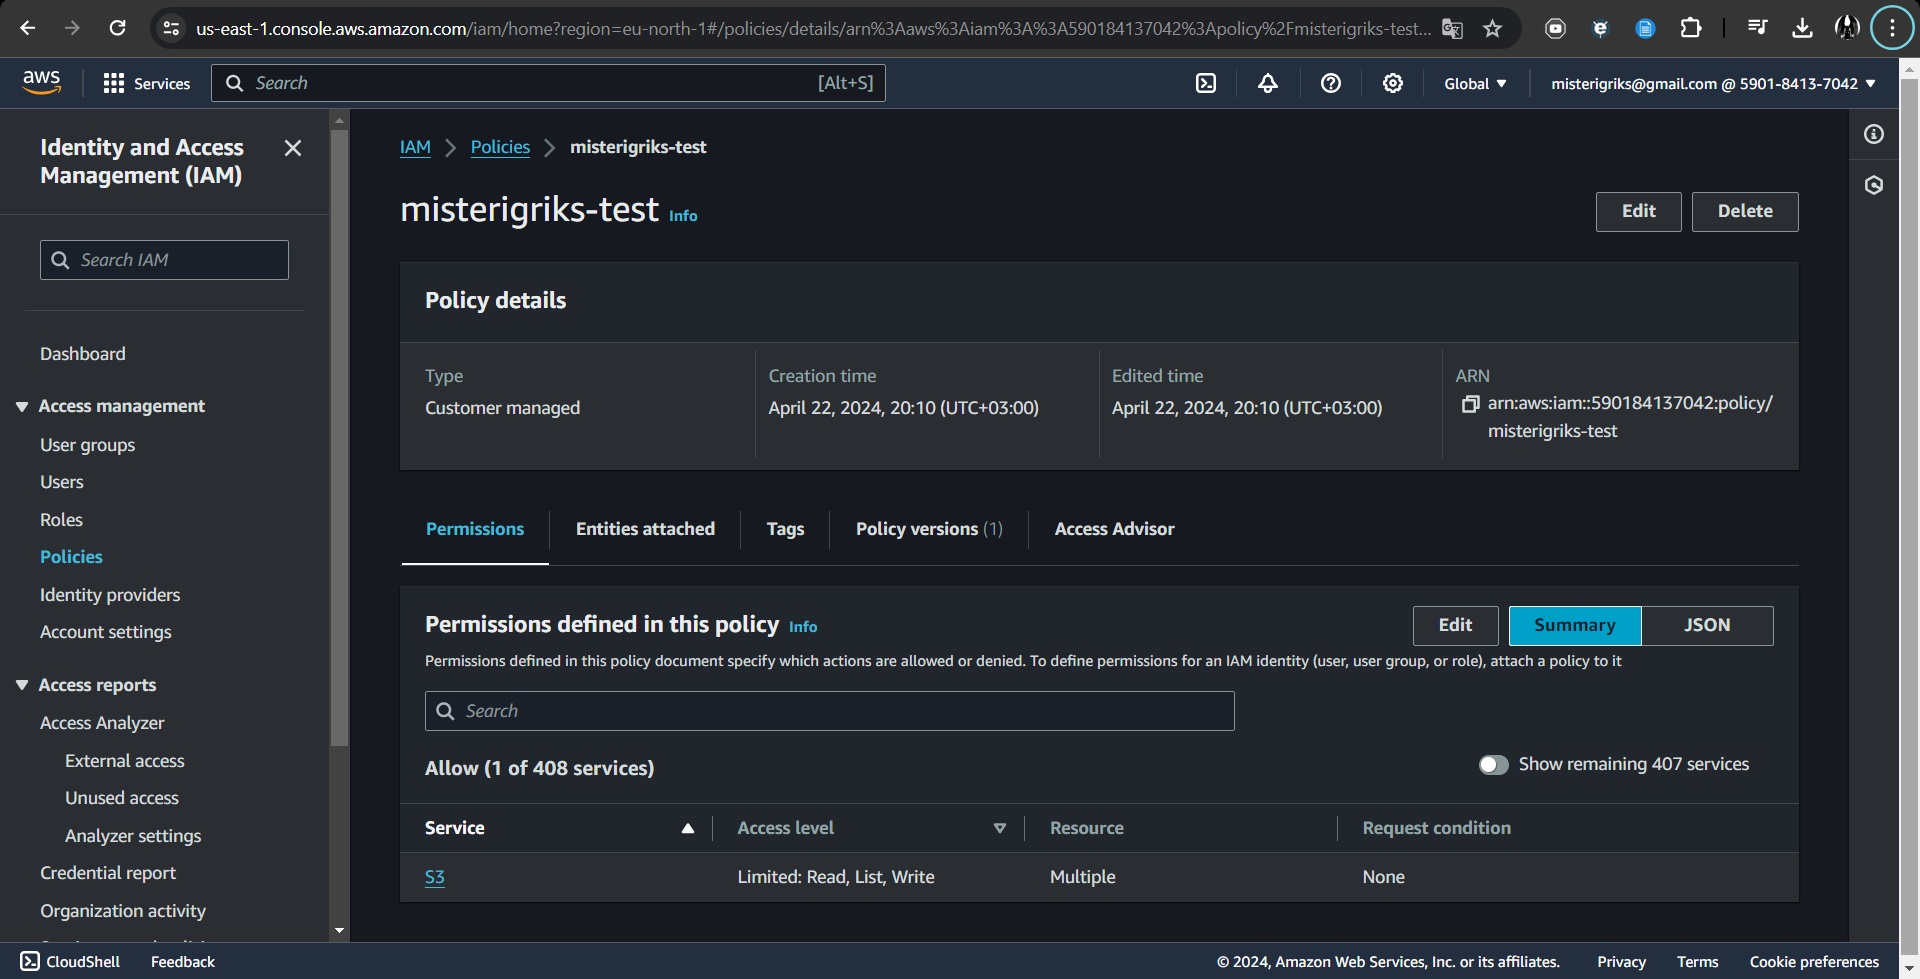 us-east-1.console.aws.amazon.com/iam/home?region=eu-north-1#/policies/details/arn%3Aaws%3Aiam%3A%3A590184137042%3Apolicy%2Fmisterigriks-test...
aws
Services
Search
[Alt+S]
Global
misterigriks@gmail.com @ 5901-8413-7042
Identity and Access
Management (IAM)
Search IAM
Dashboard
Access management
User groups
Users
Roles
Policies
Identity providers
Account settings
Access reports
Access Analyzer
External access
Unused access
Analyzer settings
Credential report
Organization activity
IAM
Policies
misterigriks-test
misterigriks-test Info
Edit
Delete
Policy details
Type
Customer managed
Creation time
April 22, 2024, 20:10 (UTC+03:00)
Edited time
April 22, 2024, 20:10 (UTC+03:00)
ARN
arn:aws:iam::590184137042:policy/
misterigriks-test
Permissions
Entities attached
Tags
Policy versions (1)
Access Advisor
Permissions defined in this policy Info
Edit
Summary
JSON
Permissions defined in this policy document specify which actions are allowed or denied. To define permissions for an IAM identity (user, user group, or role), attach a policy to it
Search
Allow (1 of 408 services)
Show remaining 407 services
Service
Access level
Resource
Request condition
S3
Limited: Read, List, Write
Multiple
None
CloudShell
Feedback
© 2024, Amazon Web Services, Inc. or its affiliates.
Privacy
Terms
Cookie preferences